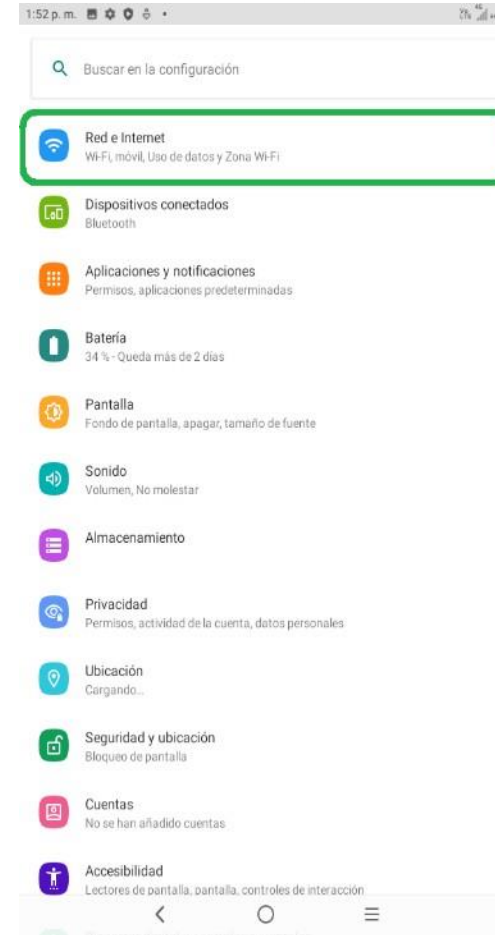 1:52 p. m.
4G
Buscar en la configuración
Red e Internet
Wi-Fi, móvil, Uso de datos y Zona Wi-Fi
Dispositivos conectados
Bluetooth
Aplicaciones y notificaciones
Permisos, aplicaciones predeterminadas
Batería
34 % - Queda más de 2 días
Pantalla
Fondo de pantalla, apagar, tamaño de fuente
Sonido
Volumen, No molestar
Almacenamiento
Privacidad
Permisos, actividad de la cuenta, datos personales
Ubicación
Cargando...
Seguridad y ubicación
Bloqueo de pantalla
Cuentas
No se han añadido cuentas
Accesibilidad
Lectores de pantalla, pantalla, controles de interacción